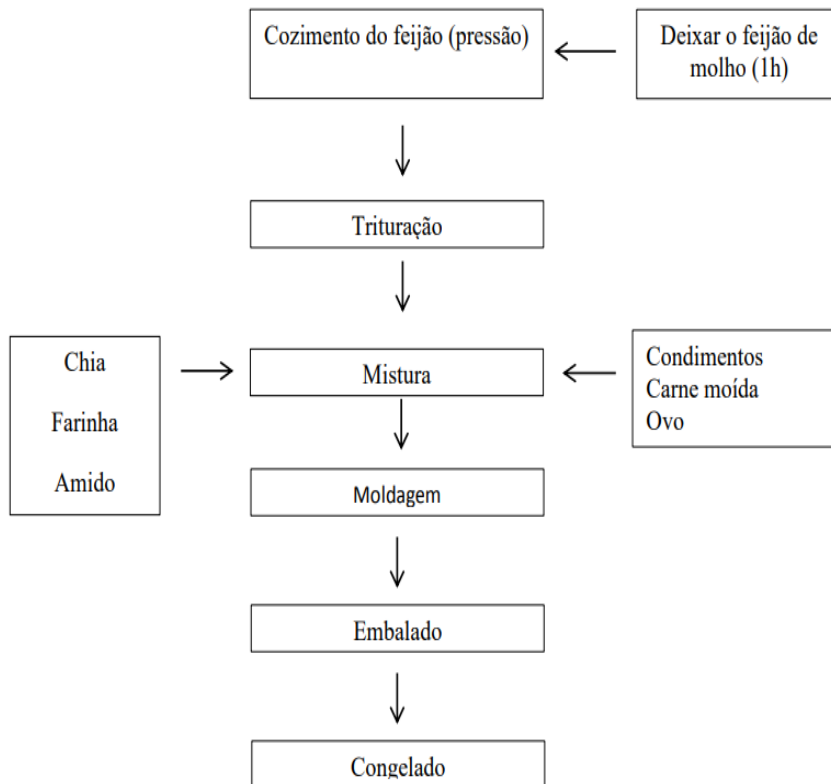 Cozimento do feijão (pressão)
Deixar o feijão de
molho (1h)
Trituração
Chia
Farinha
Amido
Mistura
Condimentos
Carne moída
Ovo
Moldagem
Embalado
Congelado